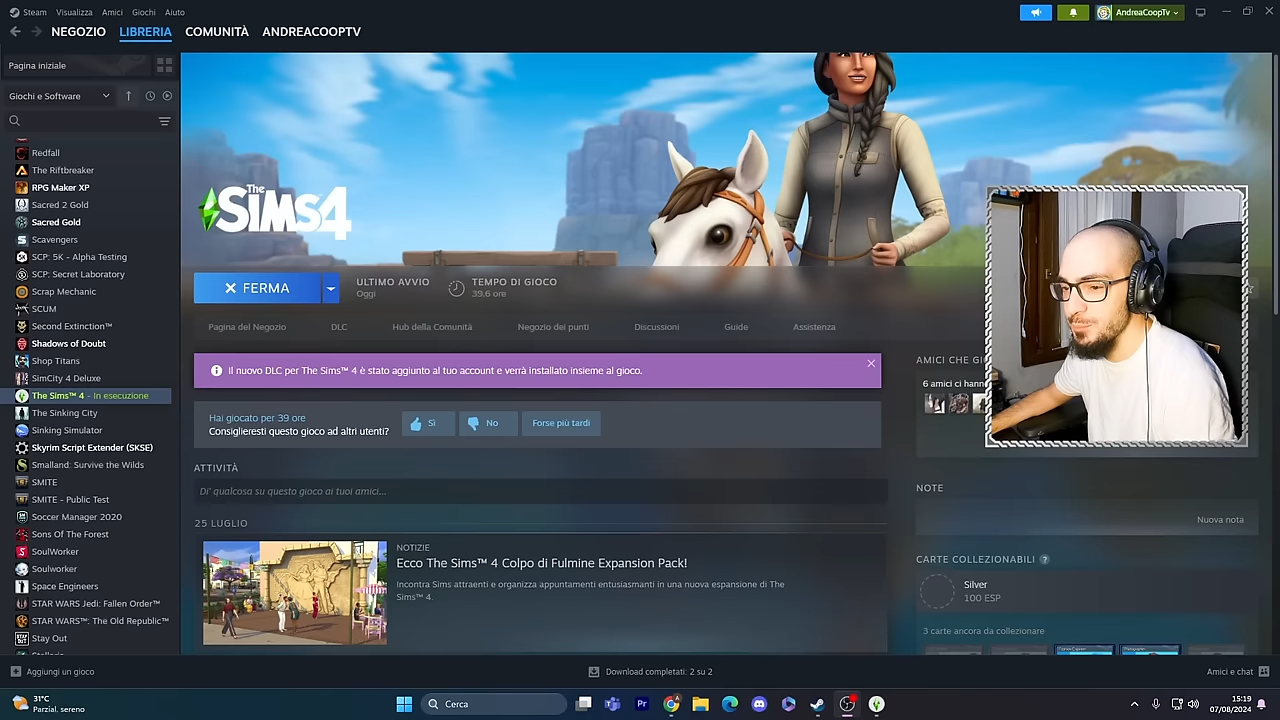 Steam Visualizza Amici Giochi Aiuto
AndreaCoopTv
NEGOZIO LIBRERIA COMUNITÀ ANDREACOOPTV
Pagina iniziale
Giochi e Software
Redfall
The Riftbreaker
RPG Maker XP
Sacred 2 Gold
Sacred Gold
Scavengers
SCP: 5K - Alpha Testing
SCP: Secret Laboratory
Scrap Mechanic
SCUM
Second Extinction™
Shadows of Doubt
Shop Titans
SimCity 4 Deluxe
The Sims™ 4 - In esecuzione
The Sinking City
Sinking Simulator
Skyrim Script Extender (SKSE)
Smalland: Survive the Wilds
SMITE
SMITE - Public Test
Soccer Manager 2020
Sons Of The Forest
SoulWorker
Soulworker
Space Engineers
STAR WARS Jedi: Fallen Order™
STAR WARS™: The Old Republic™
Stay Out
The SIMS 4
FERMA
ULTIMO AVVIO
Oggi
TEMPO DI GIOCO
39.6 ore
Pagina del Negozio DLC Hub della Comunità Negozio dei punti Discussioni Guide Assistenza
Il nuovo DLC per The Sims™ 4 è stato aggiunto al tuo account e verrà installato insieme al gioco.
Hai giocato per 39 ore
Consiglieresti questo gioco ad altri utenti?
Sì No Forse più tardi
ATTIVITÀ
Di' qualcosa su questo gioco ai tuoi amici...
25 LUGLIO
NOTIZIE
Ecco The Sims™ 4 Colpo di Fulmine Expansion Pack!
Incontra Sims attraenti e organizza appuntamenti entusiasmanti in una nuova espansione di The
Sims™ 4.
AMICI CHE
6 amici ci hann
NOTE
Nuova nota
CARTE COLLEZIONABILI ?
Silver
100 ESP
3 carte ancora da collezionare
Aggiungi un gioco
Download completati: 2 su 2
Amici e chat
31°C
Parzial. sereno
Cerca
15:19
07/08/2024